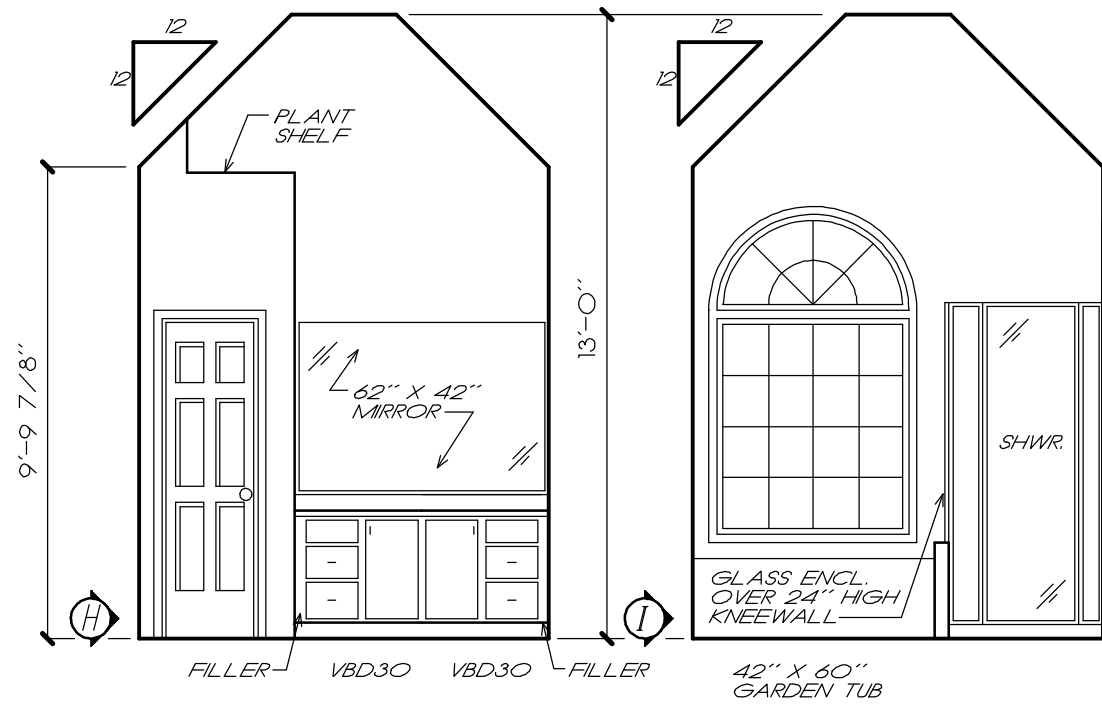 12
12
12
12
PLANT
SHELF
9'-9 7/8"
13'-0"
62" X 42"
MIRROR
SHWR.
GLASS ENCL.
OVER 24" HIGH
KNEEWALL
H
I
FILLER
VBD30
VBD30
FILLER
42" X 60"
GARDEN TUB